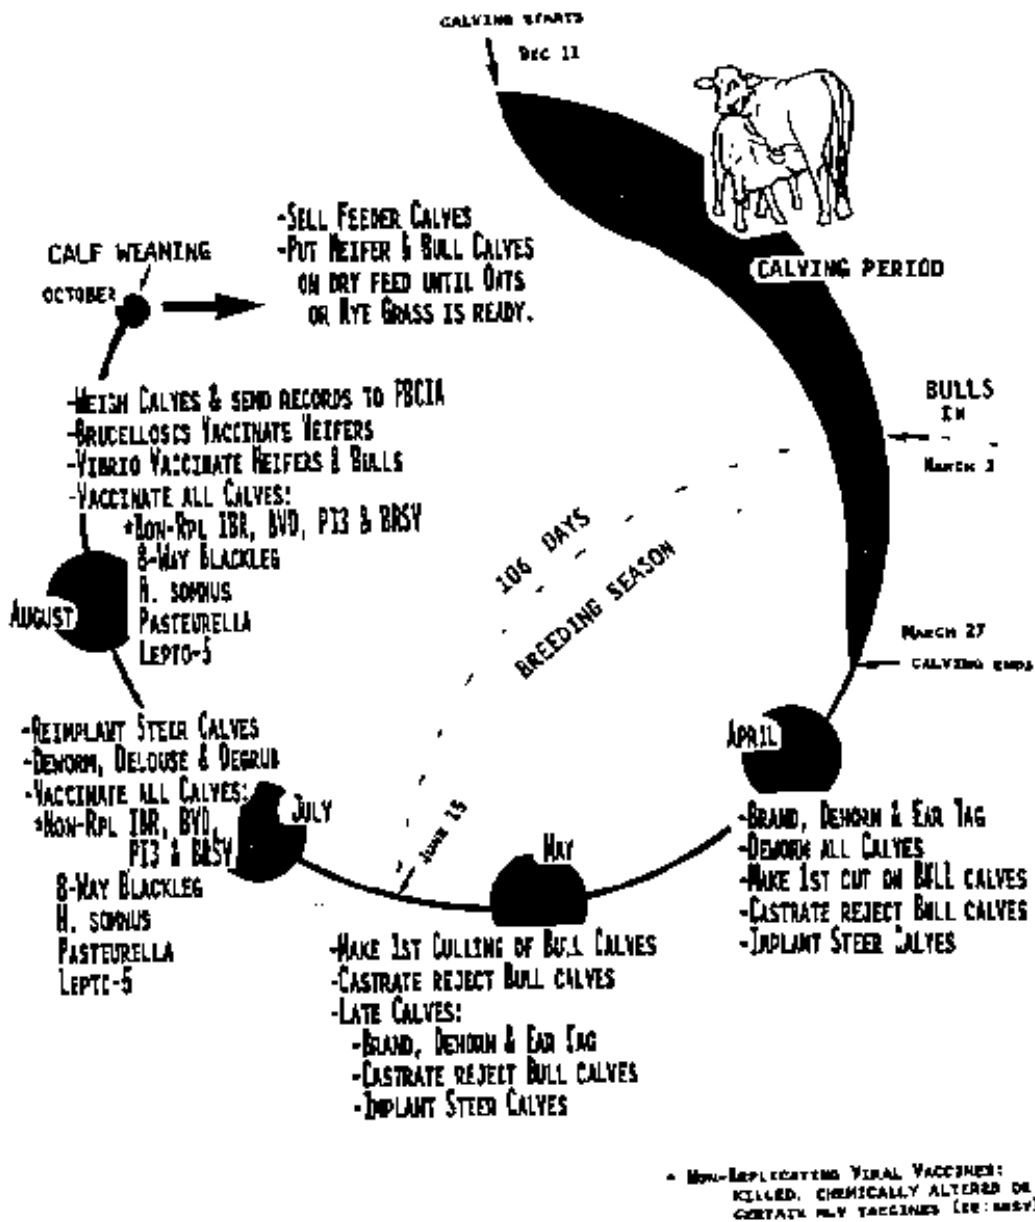 CALVING STARTS
DEC 11
-SELL FEEDER CALVES
-PUT HEIFER & BULL CALVES
ON DRY FEED UNTIL OATS
OR RYE GRASS IS READY.
CALF WEANING
OCTOBER
CALVING PERIOD
-WEIGH CALVES & SEND RECORDS TO FBCIA
-BRUCELLOSIS VACCINATE HEIFERS
-VIBRIO VACCINATE HEIFERS & BULLS
-VACCINATE ALL CALVES:
*NON-RPL IBR, BVD, PI3 & BRSV
8-WAY BLACKLEG
H. SOMNUS
PASTEURELLA
LEPTO-5
AUGUST
BULLS
IN
MARCH
106 DAYS
BREEDING SEASON
MARCH 27
CALVING ENDS
-REIMPLANT STEER CALVES
-DEWORM, DELOUSE & DEGRUB
-VACCINATE ALL CALVES:
*NON-RPL IBR, BVD,
PI3 & BRSV
8-WAY BLACKLEG
H. SOMNUS
PASTEURELLA
LEPTO-5
JULY
JUNE 15
MAY
APRIL
-BRAND, DEHORN & EAR TAG
-DEWORM ALL CALVES
-MAKE 1ST CUT ON BULL CALVES
-CASTRATE REJECT BULL CALVES
-IMPLANT STEER CALVES
-MAKE 1ST CULLING OF BULL CALVES
-CASTRATE REJECT BULL CALVES
-LATE CALVES:
-BRAND, DEHORN & EAR TAG
-CASTRATE REJECT BULL CALVES
-IMPLANT STEER CALVES
* NON-REPLICATING VIRAL VACCINES:
KILLED, CHEMICALLY ALTERED OR
CERTAIN MLV VACCINES